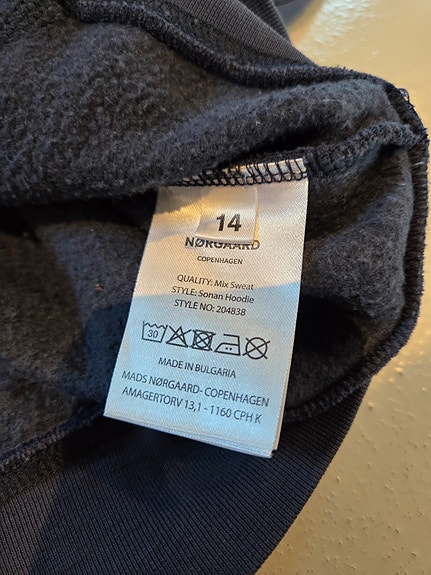 14
NØRGAARD
COPENHAGEN
QUALITY: Mix Sweat
STYLE: Sonan Hoodie
STYLE NO: 204838
30
MADE IN BULGARIA
MADS NØRGAARD- COPENHAGEN
AMAGERTORV 13,1 - 1160 CPH K